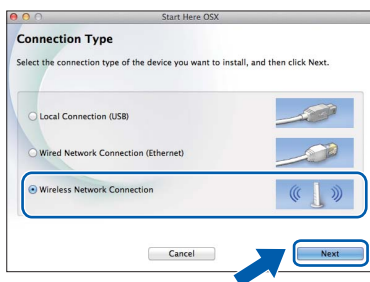 Start Here OSX
Connection Type
Select the connection type of the device you want to install, and then click Next.
Local Connection (USB)
Wired Network Connection (Ethernet)
Wireless Network Connection
Cancel
Next